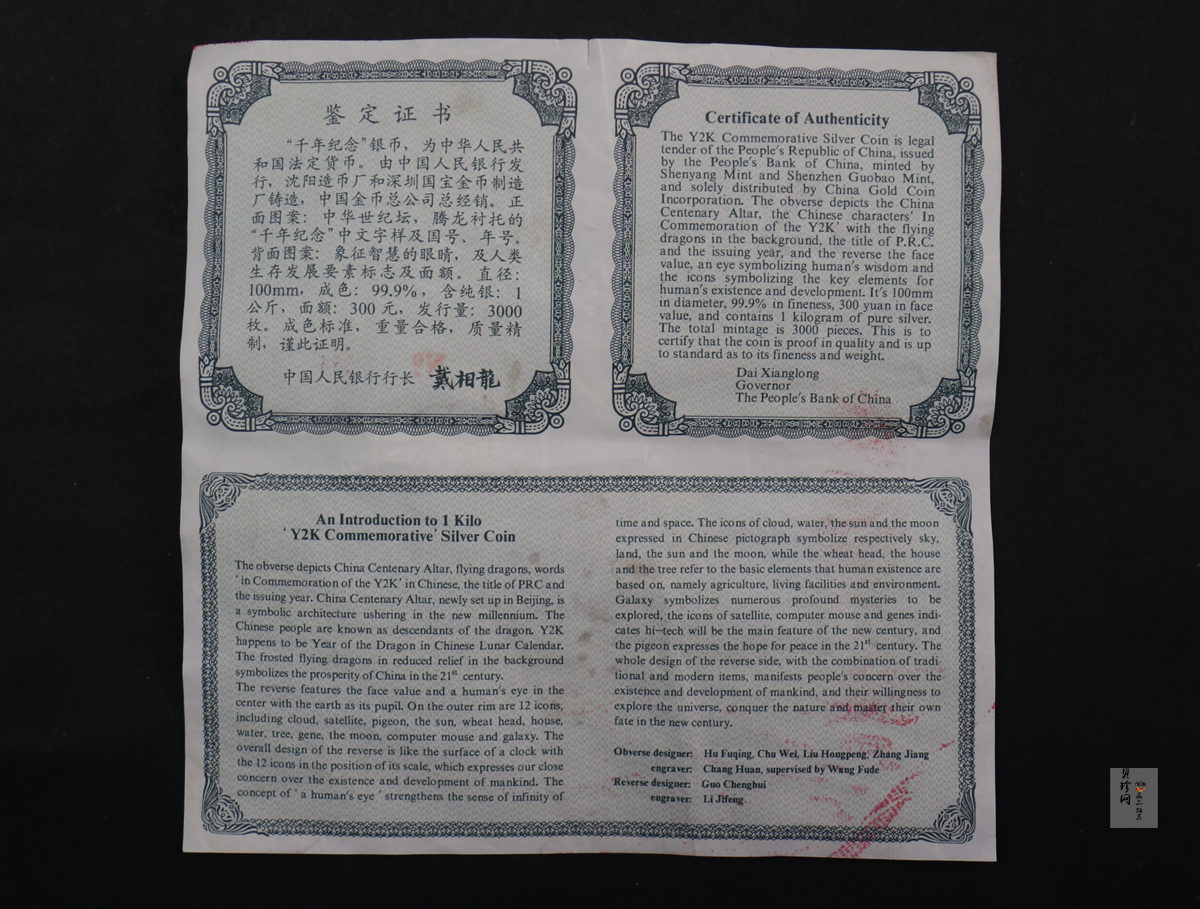 鉴定证书
“千年纪念”银币，为中华人民共
和国法定货币。由中国人民银行发
行，沈阳造币厂和深圳国宝金币制造
厂铸造，中国金币总公司总经销。正
面图案：中华世纪坛，腾龙衬托的
“千年纪念”中文字样及国号、年号。
背面图案：象征智慧的眼睛，及人类
生存发展要素标志及面额。直径：
100mm，成色：99.9%，含纯银：1
公斤，面额：300元，发行量：3000
枚。成色标准，重量合格，质量精
制，谨此证明。
中国人民银行行长 戴相龍
Certificate of Authenticity
The Y2K Commemorative Silver Coin is legal
tender of the People's Republic of China, issued
by the People's Bank of China, minted by
Shenyang Mint and Shenzhen Guobao Mint,
and solely distributed by China Gold Coin
Incorporation. The obverse depicts the China
Centenary Altar, the Chinese characters' In
Commemoration of the Y2K' with the flying
dragons in the background, the title of P.R.C.
and the issuing year, and the reverse the face
value, an eye symbolizing human's wisdom and
the icons symbolizing the key elements for
human's existence and development. It's 100mm
in diameter, 99.9% in fineness, 300 yuan in face
value, and contains 1 kilogram of pure silver.
The total mintage is 3000 pieces. This is to
certify that the coin is proof in quality and is up
to standard as to its fineness and weight.
Dai Xianglong
Governor
The People's Bank of China
An Introduction to 1 Kilo
'Y2K Commemorative' Silver Coin
The obverse depicts China Centenary Altar, flying dragons, words
'in Commemoration of the Y2K' in Chinese, the title of PRC and
the issuing year. China Centenary Altar, newly set up in Beijing, is
a symbolic architecture ushering in the new millennium. The
Chinese people are known as descendants of the dragon. Y2K
happens to be Year of the Dragon in Chinese Lunar Calendar.
The frosted flying dragons in reduced relief in the background
symbolizes the prosperity of China in the 21st century.
The reverse features the face value and a human's eye in the
center with the earth as its pupil. On the outer rim are 12 icons,
including cloud, satellite, pigeon, the sun, wheat head, house,
water, tree, gene, the moon, computer mouse and galaxy. The
overall design of the reverse is like the surface of a clock with
the 12 icons in the position of its scale, which expresses our close
concern over the existence and development of mankind. The
concept of 'a human's eye' strengthens the sense of infinity of
time and space. The icons of cloud, water, the sun and the moon
expressed in Chinese pictograph symbolize respectively sky,
land, the sun and the moon, while the wheat head, the house
and the tree refer to the basic elements that human existence are
based on, namely agriculture, living facilities and environment.
Galaxy symbolizes numerous profound mysteries to be
explored, the icons of satellite, computer mouse and genes indi-
cates hi-tech will be the main feature of the new century, and
the pigeon expresses the hope for peace in the 21st century. The
whole design of the reverse side, with the combination of tradi-
tional and modern items, manifests people's concern over the
existence and development of mankind, and their willingness to
explore the universe, conquer the nature and master their own
fate in the new century.
Obverse designer: Hu Fuqing, Chu Wei, Liu Hongpeng, Zhang Jiang
engraver: Chang Huan, supervised by Wang Fude
Reverse designer: Guo Chenghui
engraver: Li Jifeng
贝珍网